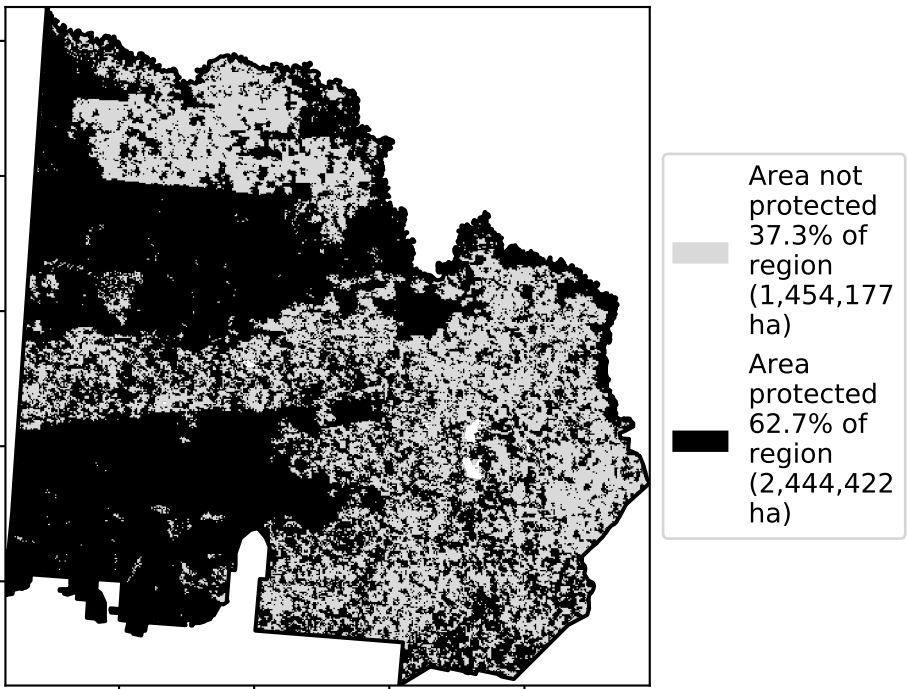 Area not
protected
37.3% of
region
(1,454,177
ha)
Area
protected
62.7% of
region
(2,444,422
ha)